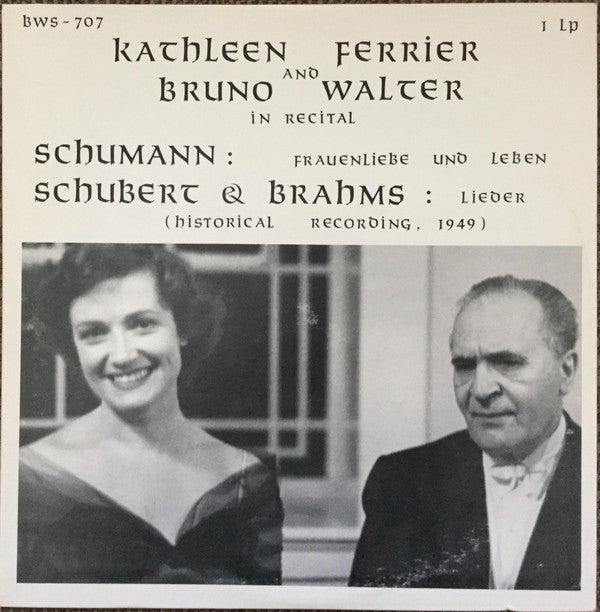 BWS-707
1 LP
KATHLEEN FERRIER
AND
BRUNO WALTER
IN RECITAL
SCHUMANN: FRAUENLIEBE UND LEBEN
SCHUBERT & BRAHMS: LIEDER
(HISTORICAL RECORDING, 1949)